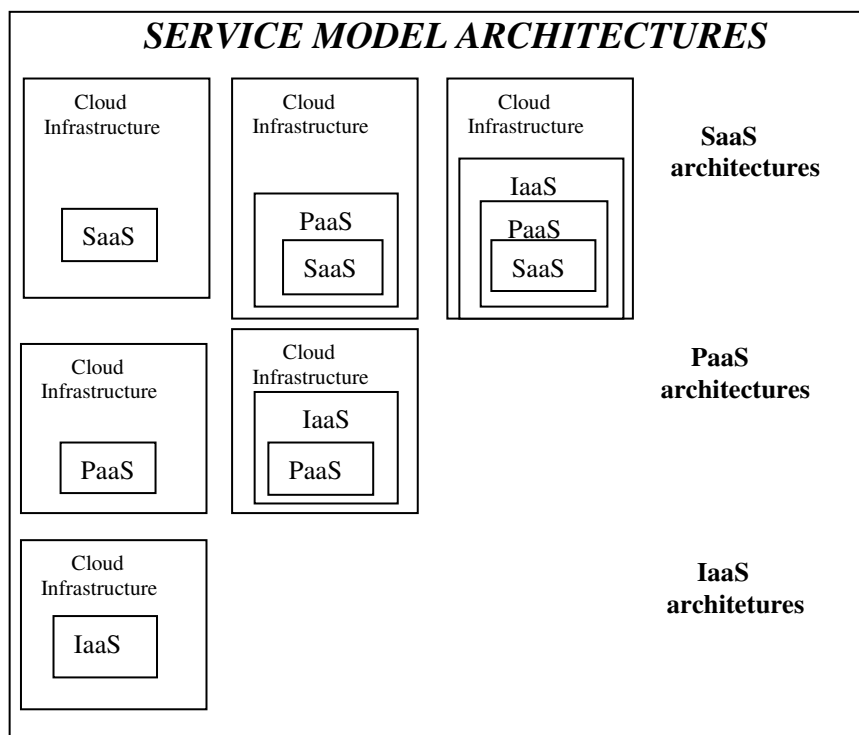 SERVICE MODEL ARCHITECTURES
Cloud
Infrastructure
SaaS
Cloud
Infrastructure
PaaS
SaaS
Cloud
Infrastructure
IaaS
PaaS
SaaS
SaaS
architectures
Cloud
Infrastructure
PaaS
Cloud
Infrastructure
IaaS
PaaS
PaaS
architectures
Cloud
Infrastructure
IaaS
IaaS
architetures